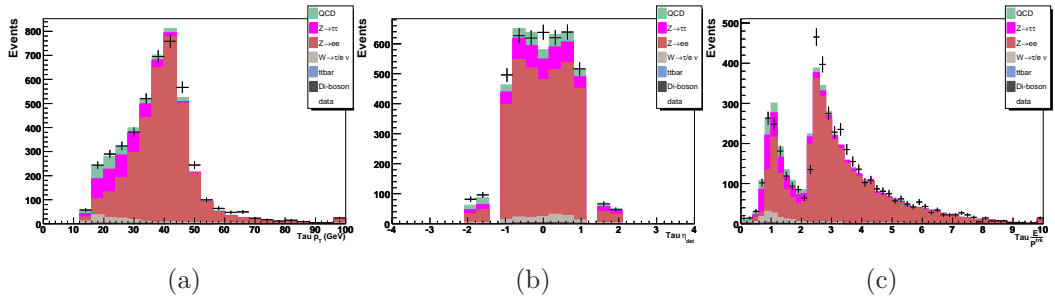 Events
800
700
600
500
400
300
200
100
0
0 10 20 30 40 50 60 70 80 90 100
Tau p_T (GeV)
QCD
Z→ττ
Z→ee
W→τ/e ν
ttbar
Di-boson
data
(a)
Events
600
500
400
300
200
100
0
-4 -3 -2 -1 0 1 2 3 4
Tau η_det
QCD
Z→ττ
Z→ee
W→τ/e ν
ttbar
Di-boson
data
(b)
Events
500
400
300
200
100
0
0 1 2 3 4 5 6 7 8 9 10
Tau E/p^trk
QCD
Z→ττ
Z→ee
W→τ/e ν
ttbar
Di-boson
data
(c)